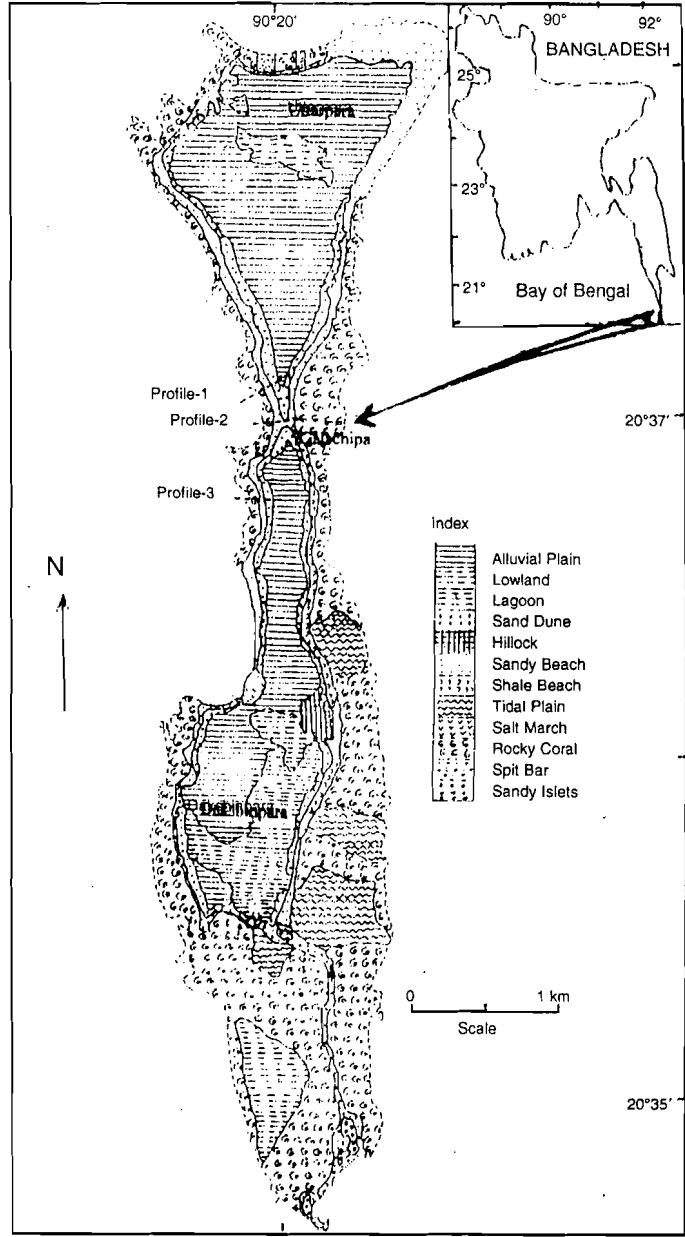 90°20′
90°
92°
BANGLADESH
25°
23°
21°
Bay of Bengal
Profile-1
Profile-2
20°37′
Profile-3
N
Index
Alluvial Plain
Lowland
Lagoon
Sand Dune
Hillock
Sandy Beach
Shale Beach
Tidal Plain
Salt March
Rocky Coral
Spit Bar
Sandy Islets
0
1 km
Scale
20°35′